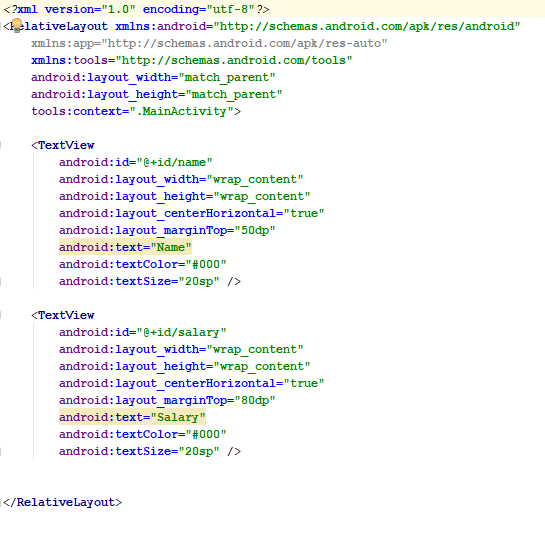 <?xml version="1.0" encoding="utf-8"?>
<RelativeLayout xmlns:android="http://schemas.android.com/apk/res/android"
    xmlns:app="http://schemas.android.com/apk/res-auto"
    xmlns:tools="http://schemas.android.com/tools"
    android:layout_width="match_parent"
    android:layout_height="match_parent"
    tools:context=".MainActivity">

    <TextView
        android:id="@+id/name"
        android:layout_width="wrap_content"
        android:layout_height="wrap_content"
        android:layout_centerHorizontal="true"
        android:layout_marginTop="50dp"
        android:text="Name"
        android:textColor="#000"
        android:textSize="20sp" />

    <TextView
        android:id="@+id/salary"
        android:layout_width="wrap_content"
        android:layout_height="wrap_content"
        android:layout_centerHorizontal="true"
        android:layout_marginTop="80dp"
        android:text="Salary"
        android:textColor="#000"
        android:textSize="20sp" />

</RelativeLayout>